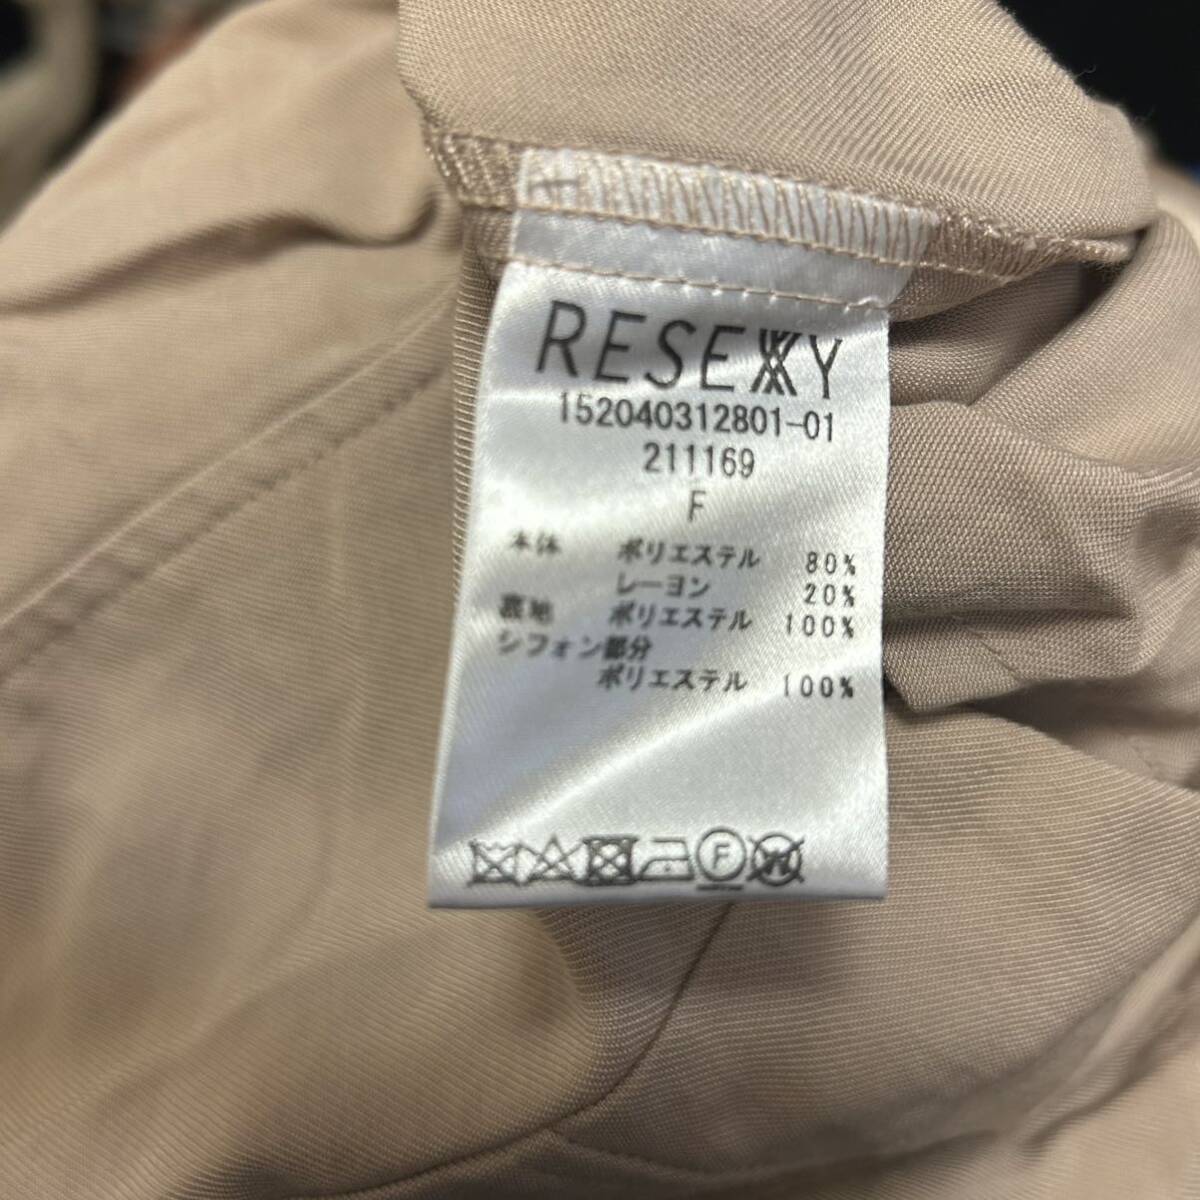 RESEXXY
152040312801-01
211169
F
本体 ポリエステル 80%
レーヨン 20%
裏地 ポリエステル 100%
シフォン部分
ポリエステル 100%
F W